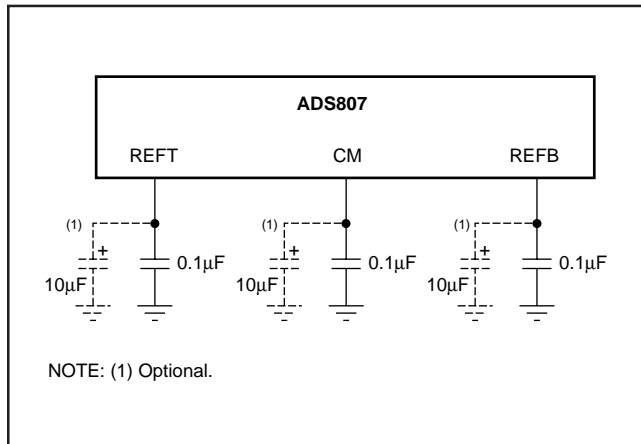 ADS807
REFT CM REFB
(1) (1) (1)
+ + +
0.1µF 0.1µF 0.1µF
10µF 10µF 10µF
NOTE: (1) Optional.